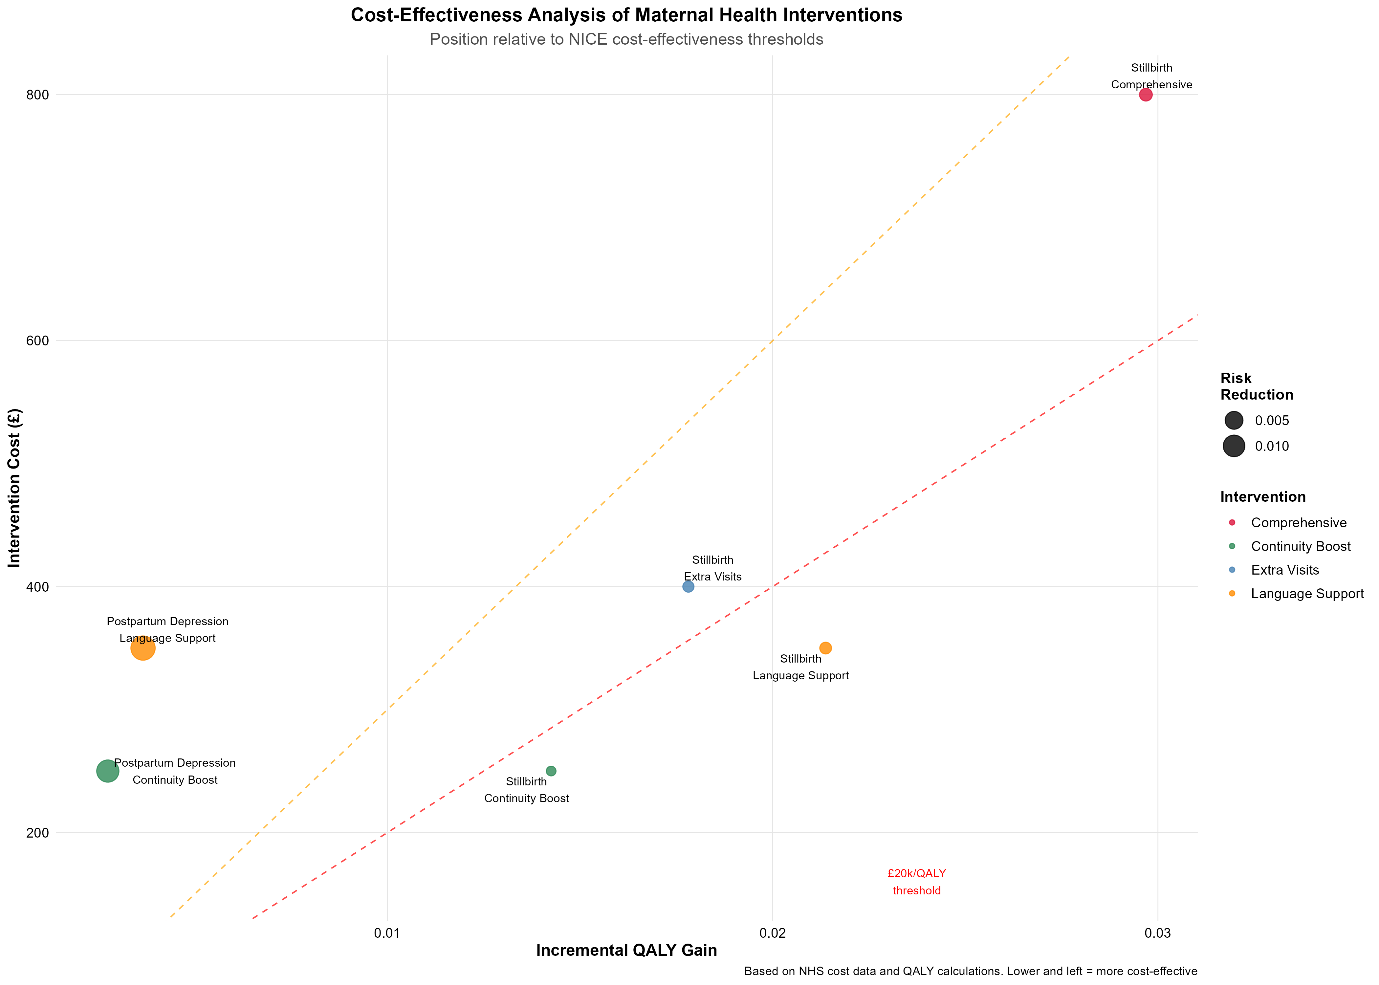 Cost-Effectiveness Analysis of Maternal Health Interventions
Position relative to NICE cost-effectiveness thresholds
Intervention Cost (£)
800
600
400
200
Stillbirth
Comprehensive
Stillbirth
Extra Visits
Postpartum Depression
Language Support
Stillbirth
Language Support
Postpartum Depression
Continuity Boost
Stillbirth
Continuity Boost
£20k/QALY
threshold
0.01
0.02
0.03
Incremental QALY Gain
Risk
Reduction
0.005
0.010
Intervention
Comprehensive
Continuity Boost
Extra Visits
Language Support
Based on NHS cost data and QALY calculations. Lower and left = more cost-effective